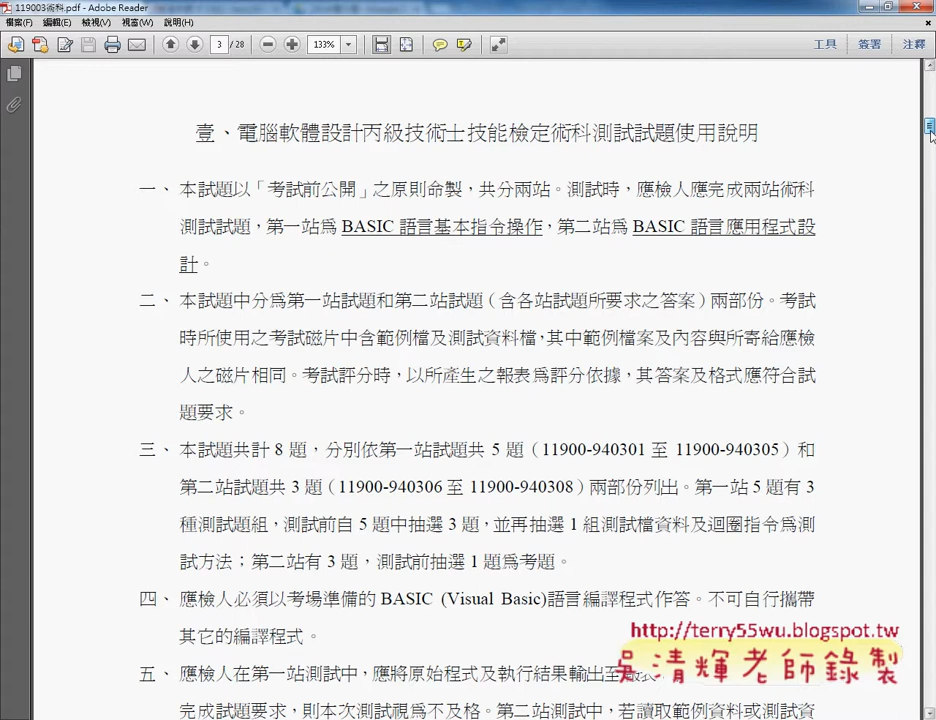 119003術科.pdf - Adobe Reader
檔案(F) 編輯(E) 檢視(V) 視窗(W) 說明(H)
3 / 28 133% 工具 簽署 注釋
壹、電腦軟體設計丙級技術士技能檢定術科測試試題使用說明
一、 本試題以「考試前公開」之原則命製，共分兩站。測試時，應檢人應完成兩站術科
測試試題，第一站為 BASIC 語言基本指令操作，第二站為 BASIC 語言應用程式設
計。
二、 本試題中分為第一站試題和第二站試題（含各站試題所要求之答案）兩部份。考試
時所使用之考試磁片中含範例檔及測試資料檔，其中範例檔案及內容與所寄給應檢
人之磁片相同。考試評分時，以所產生之報表為評分依據，其答案及格式應符合試
題要求。
三、 本試題共計 8 題，分別依第一站試題共 5 題（11900-940301 至 11900-940305）和
第二站試題共 3 題（11900-940306 至 11900-940308）兩部份列出。第一站 5 題有 3
種測試題組，測試前自 5 題中抽選 3 題，並再抽選 1 組測試檔資料及迴圈指令為測
試方法；第二站有 3 題，測試前抽選 1 題為考題。
四、 應檢人必須以考場準備的 BASIC (Visual Basic)語言編譯程式作答。不可自行攜帶
其它的編譯程式。
http://terry55wu.blogspot.tw
吳清輝老師錄製
五、 應檢人在第一站測試中，應將原始程式及執行結果輸出至
完成試題要求，則本次測試視為不及格。第二站測試中，若讀取範例資料或測試資